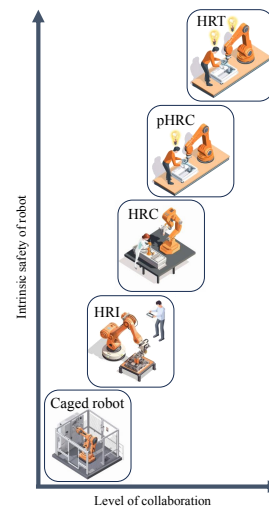 HRT
pHRC
HRC
HRI
Caged robot
Intrinsic safety of robot
Level of collaboration